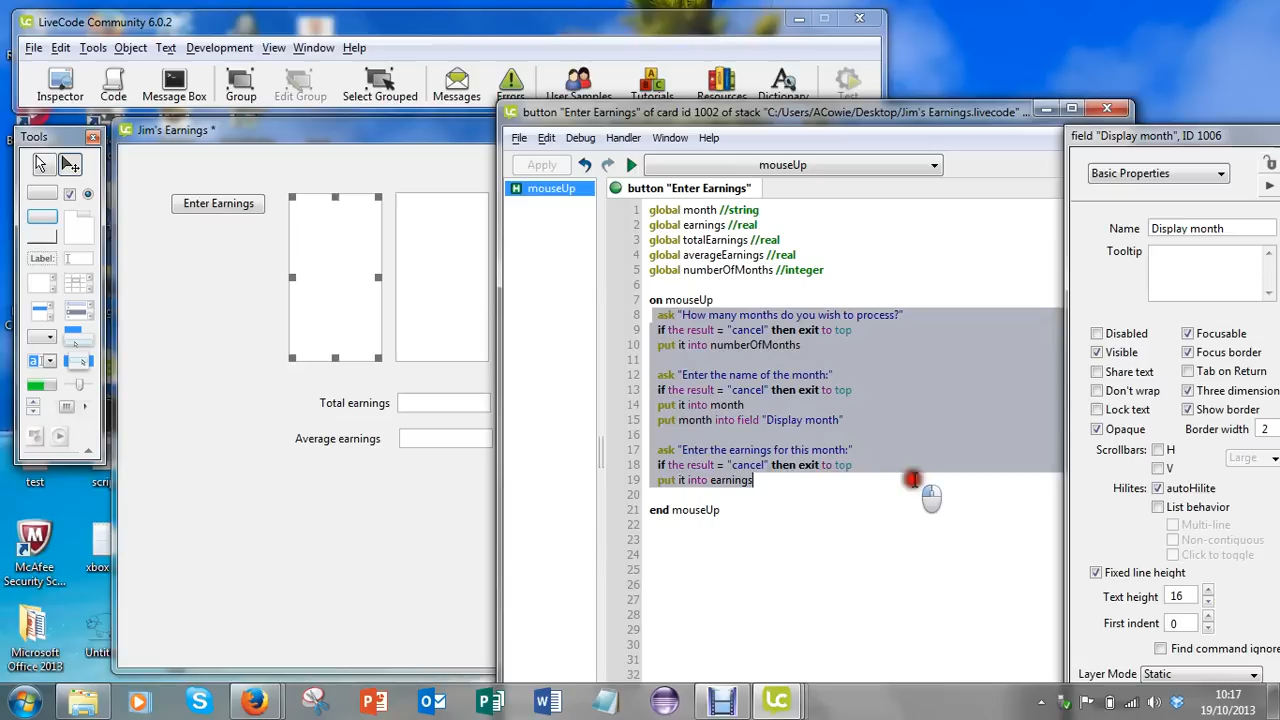 LiveCode Community 6.0.2
File Edit Tools Object Text Development View Window Help
Inspector Code Message Box Group Edit Group Select Grouped Messages Errors User Samples Tutorials Resources Dictionary Test
button "Enter Earnings" of card id 1002 of stack "C:/Users/ACowie/Desktop/Jim's Earnings.livecode" ...
Tools
Jim's Earnings *
File Edit Debug Handler Window Help
field "Display month", ID 1006
Apply
mouseUp
Basic Properties
mouseUp
button "Enter Earnings"
Enter Earnings
Label:
Total earnings
Average earnings
1 global month //string
2 global earnings //real
3 global totalEarnings //real
4 global averageEarnings //real
5 global numberOfMonths //integer
6
7 on mouseUp
8 ask "How many months do you wish to process?"
9 if the result = "cancel" then exit to top
10 put it into numberOfMonths
11
12 ask "Enter the name of the month:"
13 if the result = "cancel" then exit to top
14 put it into month
15 put month into field "Display month"
16
17 ask "Enter the earnings for this month:"
18 if the result = "cancel" then exit to top
19 put it into earnings
20
21 end mouseUp
22
23
24
25
26
27
28
29
30
31
32
Name Display month
Tooltip
Disabled Focusable
Visible Focus border
Share text Tab on Return
Don't wrap Three dimension
Lock text Show border
Opaque Border width 2
Scrollbars: H Large
V
Hilites: autoHilite
List behavior
Multi-line
Non-contiguous
Click to toggle
Fixed line height
Text height 16
First indent 0
Find command ignore
Layer Mode Static
test
McAfee
Security Sc...
xbox
Microsoft
Office 2013
Untit
10:17
19/10/2013